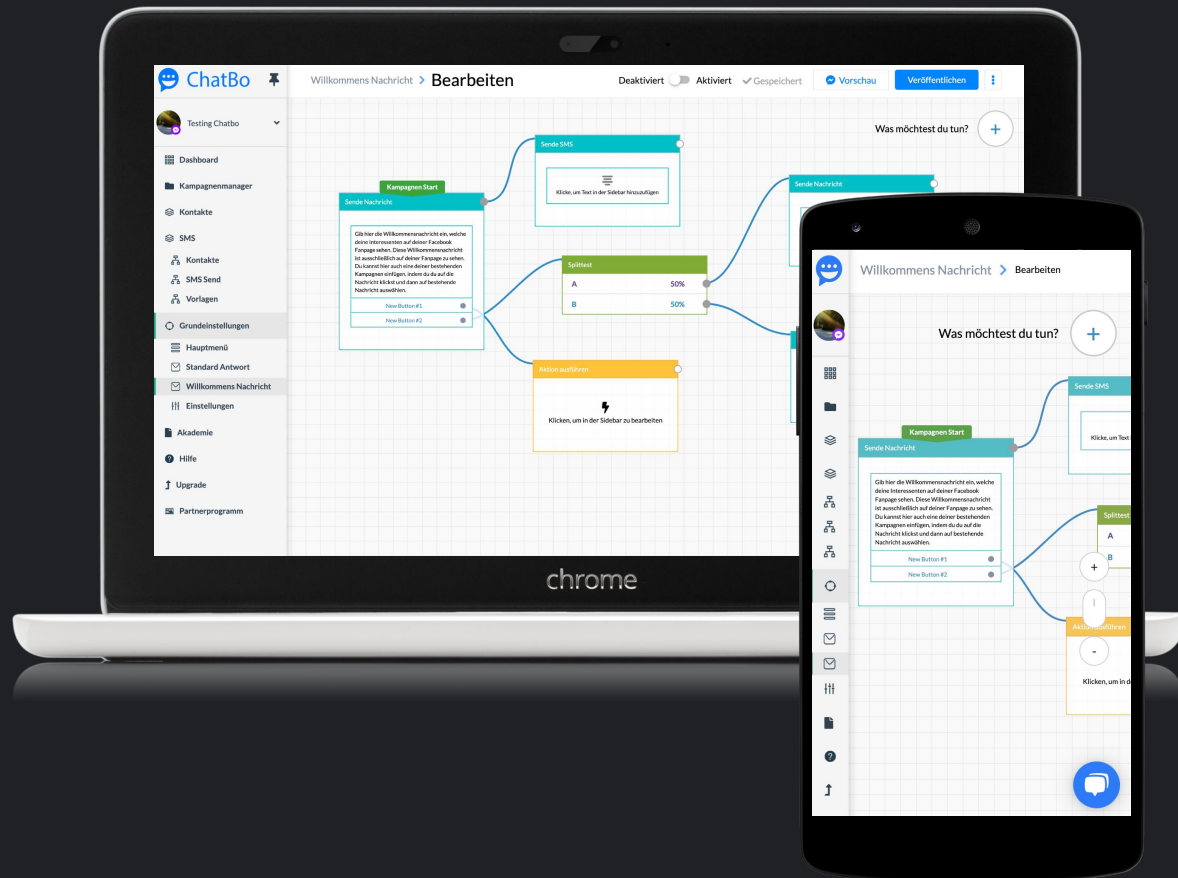 ChatBo
Willkommens Nachricht > Bearbeiten
Deaktiviert
Aktiviert
Gespeichert
Vorschau
Veröffentlichen
Testing Chatbo
Dashboard
Kampagnenmanager
Kontakte
SMS
Kontakte
SMS Send
Vorlagen
Grundeinstellungen
Hauptmenü
Standard Antwort
Willkommens Nachricht
Einstellungen
Akademie
Hilfe
Upgrade
Partnerprogramm
Was möchtest du tun?
+
Kampagnen Start
Sende Nachricht
Gib hier die Willkommensnachricht ein, welche
deine Interessenten auf deiner Facebook
Fanpage sehen. Diese Willkommensnachricht
ist ausschließlich auf deiner Fanpage zu sehen.
Du kannst hier auch eine deiner bestehenden
Kampagnen einfügen, indem du du auf die
Nachricht klickst und dann auf bestehende
Nachricht auswählen.
New Button #1
New Button #2
Sende SMS
Klicke, um Text in der Sidebar hinzuzufügen
Splittest
A 50%
B 50%
Aktion ausführen
Klicken, um in der Sidebar zu bearbeiten
Sende Nachricht
chrome
Willkommens Nachricht > Bearbeiten
Was möchtest du tun?
+
Kampagnen Start
Sende Nachricht
Gib hier die Willkommensnachricht ein, welche
deine Interessenten auf deiner Facebook
Fanpage sehen. Diese Willkommensnachricht
ist ausschließlich auf deiner Fanpage zu sehen.
Du kannst hier auch eine deiner bestehenden
Kampagnen einfügen, indem du du auf die
Nachricht klickst und dann auf bestehende
Nachricht auswählen.
New Button #1
New Button #2
Sende SMS
Klicke, um Text
Splittest
A
B
+
-
Klicken, um in